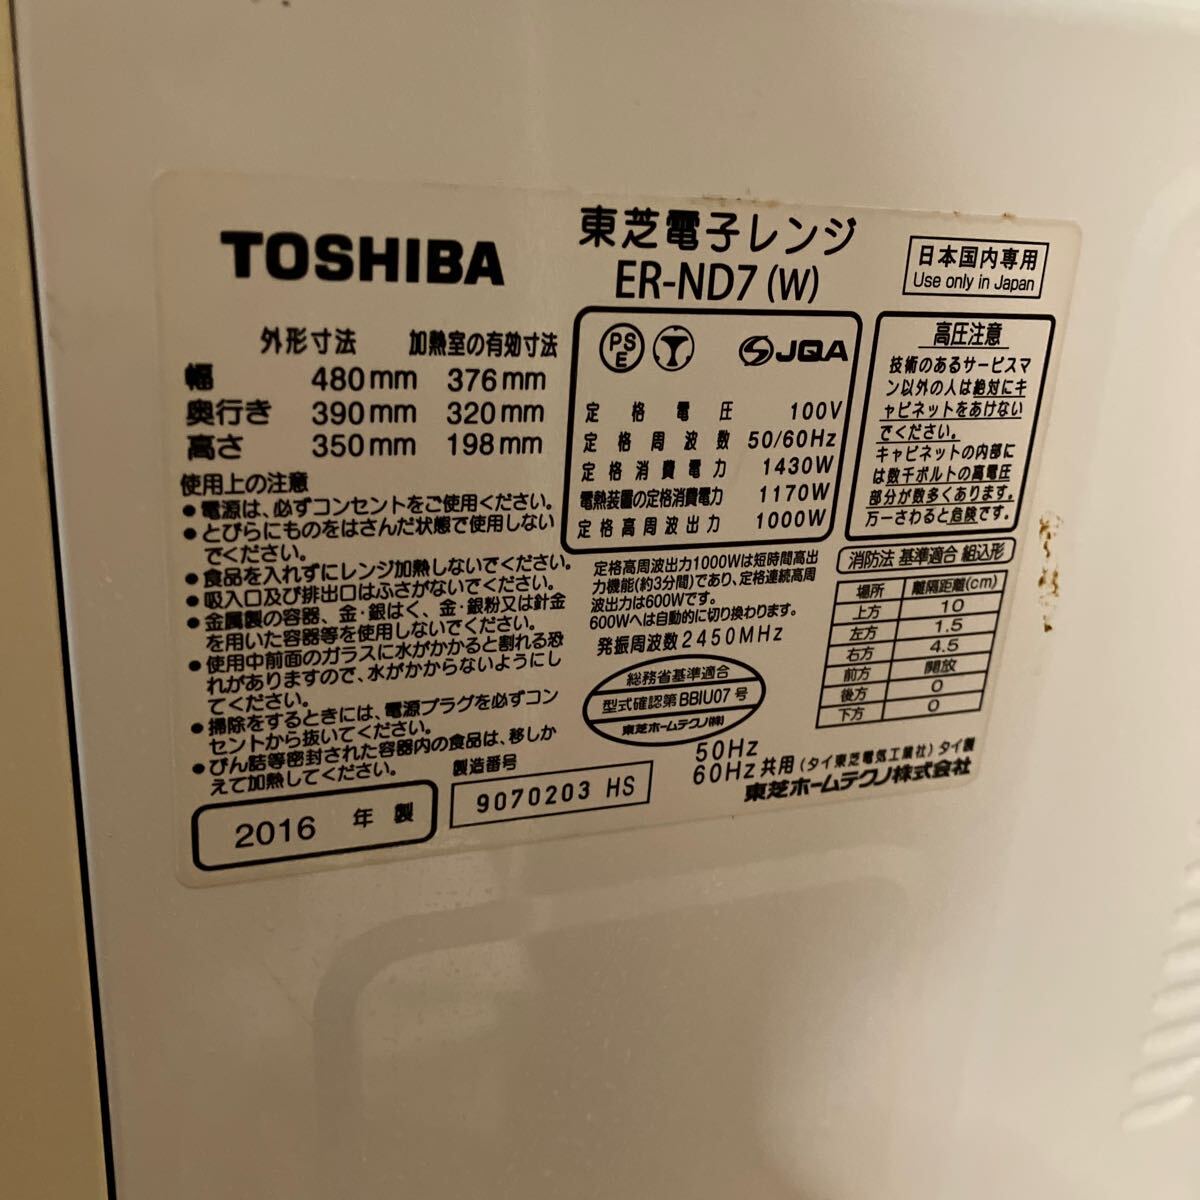 TOSHIBA
東芝電子レンジ
ER-ND7 (W)
日本国内専用
Use only in Japan
外形寸法 加熱室の有効寸法
幅 480mm 376mm
奥行き 390mm 320mm
高さ 350mm 198mm
使用上の注意
●電源は、必ずコンセントをご使用ください。
●とびらにものをはさんだ状態で使用しない
でください。
●食品を入れずにレンジ加熱しないでください。
●吸入口及び排出口はふさがないでください。
●金属製の容器、金・銀はく、金・銀粉又は針金
を用いた容器等を使用しないでください。
●使用中前面のガラスに水がかかると割れる恐
れがありますので、水がかからないようにし
てください。
●掃除をするときには、電源プラグを必ずコン
セントから抜いてください。
●びん詰等密封された容器内の食品は、移しか
えて加熱してください。
2016 年 製
製造番号
9070203 HS
PS
E
JQA
定格電圧 100V
定格周波数 50/60Hz
定格消費電力 1430W
電熱装置の定格消費電力 1170W
定格高周波出力 1000W
定格高周波出力1000Wは短時間高出
力機能(約3分間)であり、定格連続高周
波出力は600Wです。
600Wへは自動的に切り換わります。
発振周波数2450MHz
総務省基準適合
型式確認第BBIU07号
東芝ホームテクノ(株)
高圧注意
技術のあるサービスマ
ン以外の人は絶対にキ
ャビネットをあけない
でください。
キャビネットの内部に
は数千ボルトの高電圧
部分が数多くあります。
万一さわると危険です。
消防法 基準適合 組込形
場所 離隔距離(cm)
上方 10
左方 1.5
右方 4.5
前方 開放
後方 0
下方 0
50Hz
60Hz 共用 (タイ東芝電気工業社) タイ製
東芝ホームテクノ株式会社